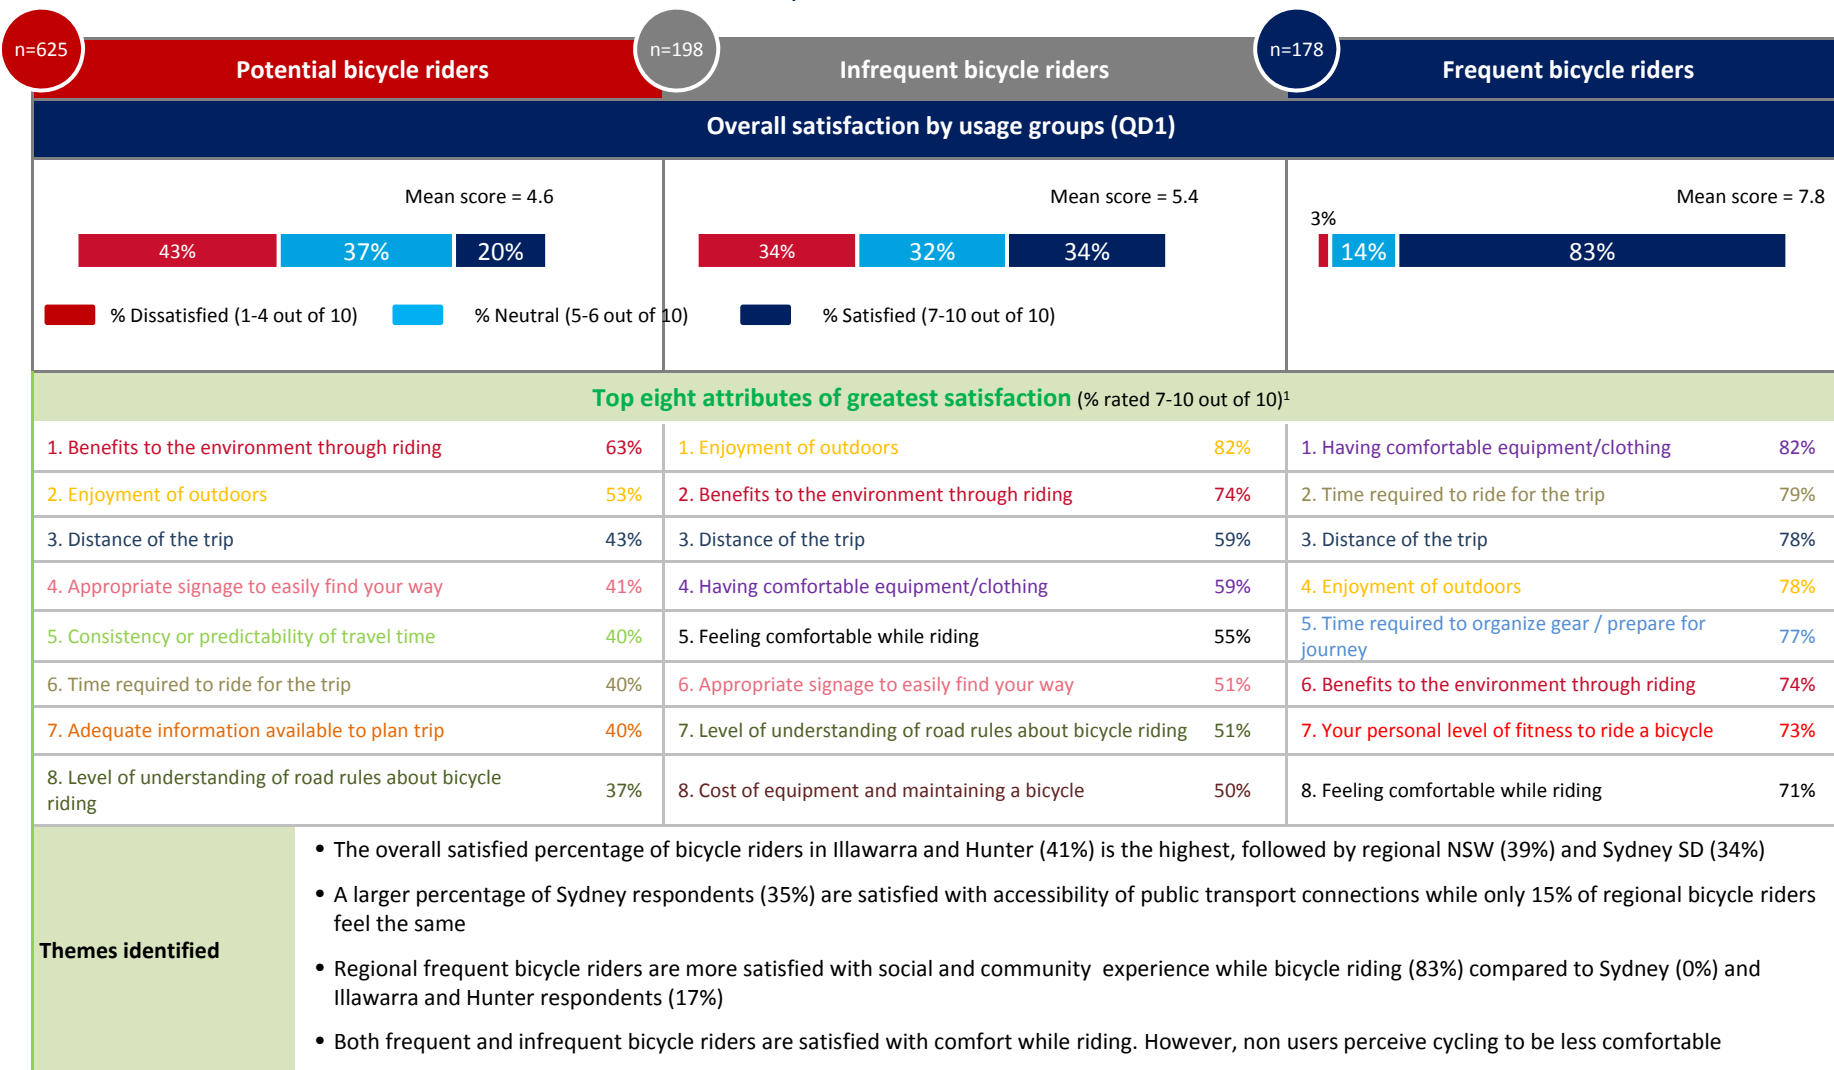 n=625
Potential bicycle riders
n=198
Infrequent bicycle riders
n=178
Frequent bicycle riders
Overall satisfaction by usage groups (QD1)
Mean score = 4.6
43%
37%
20%
Mean score = 5.4
34%
32%
34%
Mean score = 7.8
3%
14%
83%
% Dissatisfied (1-4 out of 10)
% Neutral (5-6 out of 10)
% Satisfied (7-10 out of 10)
Top eight attributes of greatest satisfaction (% rated 7-10 out of 10)¹
1. Benefits to the environment through riding 63%
1. Enjoyment of outdoors 82%
1. Having comfortable equipment/clothing 82%
2. Enjoyment of outdoors 53%
2. Benefits to the environment through riding 74%
2. Time required to ride for the trip 79%
3. Distance of the trip 43%
3. Distance of the trip 59%
3. Distance of the trip 78%
4. Appropriate signage to easily find your way 41%
4. Having comfortable equipment/clothing 59%
4. Enjoyment of outdoors 78%
5. Consistency or predictability of travel time 40%
5. Feeling comfortable while riding 55%
5. Time required to organize gear / prepare for
journey 77%
6. Time required to ride for the trip 40%
6. Appropriate signage to easily find your way 51%
6. Benefits to the environment through riding 74%
7. Adequate information available to plan trip 40%
7. Level of understanding of road rules about bicycle riding 51%
7. Your personal level of fitness to ride a bicycle 73%
8. Level of understanding of road rules about bicycle
riding 37%
8. Cost of equipment and maintaining a bicycle 50%
8. Feeling comfortable while riding 71%
Themes identified
• The overall satisfied percentage of bicycle riders in Illawarra and Hunter (41%) is the highest, followed by regional NSW (39%) and Sydney SD (34%)
• A larger percentage of Sydney respondents (35%) are satisfied with accessibility of public transport connections while only 15% of regional bicycle riders
feel the same
• Regional frequent bicycle riders are more satisfied with social and community experience while bicycle riding (83%) compared to Sydney (0%) and
Illawarra and Hunter respondents (17%)
• Both frequent and infrequent bicycle riders are satisfied with comfort while riding. However, non users perceive cycling to be less comfortable